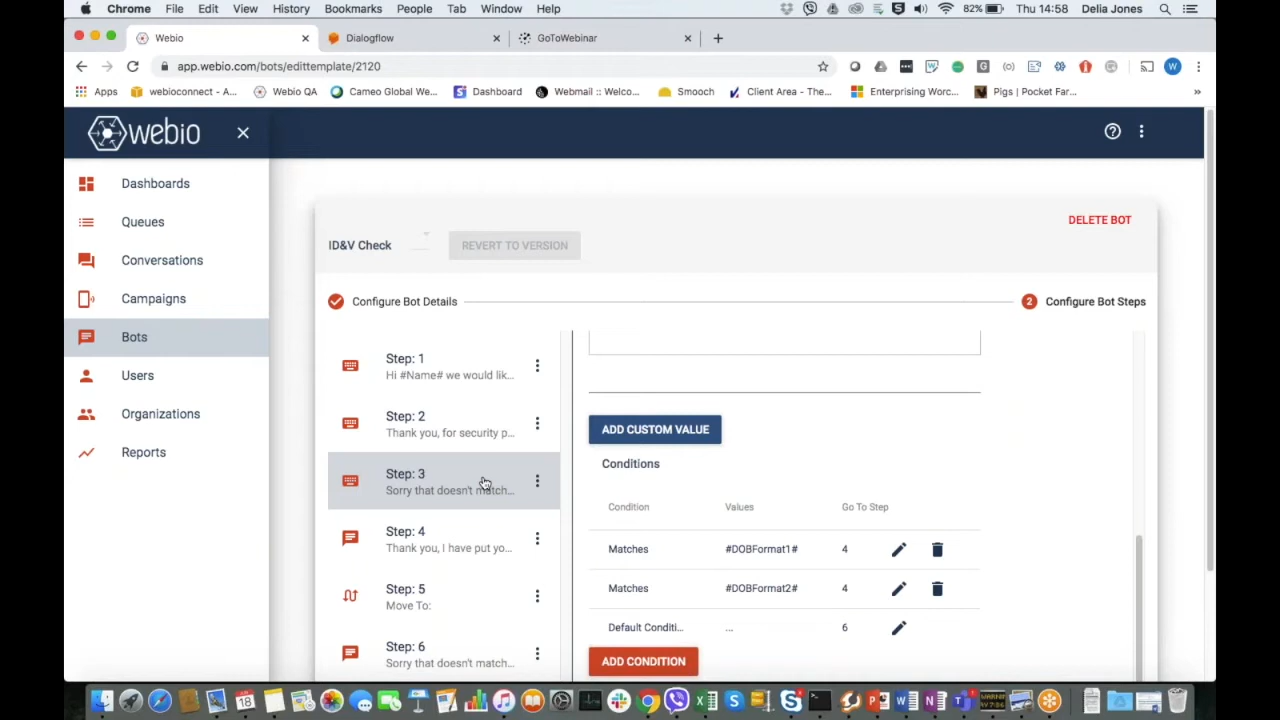 Chrome File Edit View History Bookmarks People Tab Window Help 82% Thu 14:58 Delia Jones
Webio Dialogflow GoToWebinar
app.webio.com/bots/edittemplate/2120
Apps webioconnect - A... Webio QA Cameo Global We... Dashboard Webmail :: Welco... Smooch Client Area - The... Enterprising Worc... Pigs | Pocket Far... »
webio
Dashboards
Queues
Conversations
Campaigns
Bots
Users
Organizations
Reports
DELETE BOT
ID&V Check REVERT TO VERSION
Configure Bot Details 2 Configure Bot Steps
Step: 1
Hi #Name# we would lik...
Step: 2
Thank you, for security p...
Step: 3
Sorry that doesn't match...
Step: 4
Thank you, I have put yo...
Step: 5
Move To:
Step: 6
Sorry that doesn't match...
ADD CUSTOM VALUE
Conditions
Condition Values Go To Step
Matches #DOBFormat1# 4
Matches #DOBFormat2# 4
Default Conditi... ... 6
ADD CONDITION